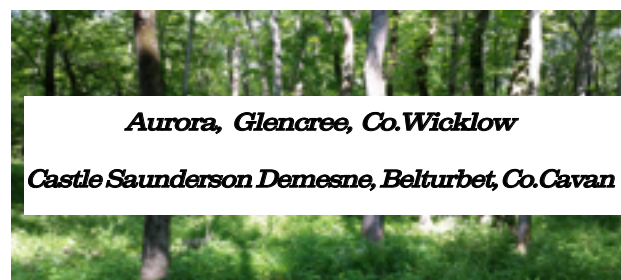 Aurora, Glencree, Co.Wicklow
Castle Saunderson Demesne, Belturbet, Co.Cavan